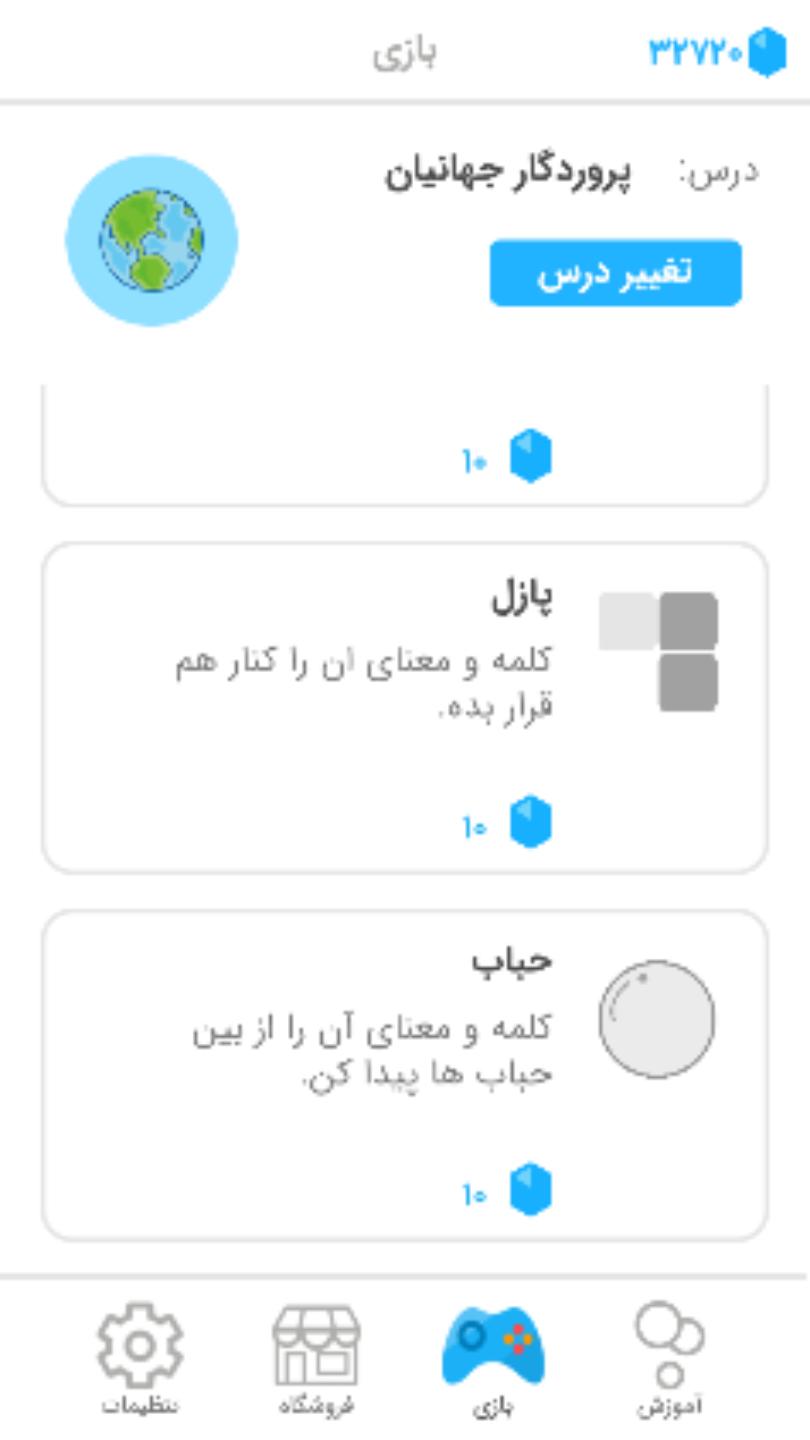 ۳۲۷۲۰
بازی
درس: پروردگار جهانیان
تغییر درس
۱۰
پازل
کلمه و معنای ان را کنار هم
قرار بده.
۱۰
حباب
کلمه و معنای آن را از بین
حباب ها پیدا کن.
۱۰
آموزش
بازی
فروشگاه
تنظیمات